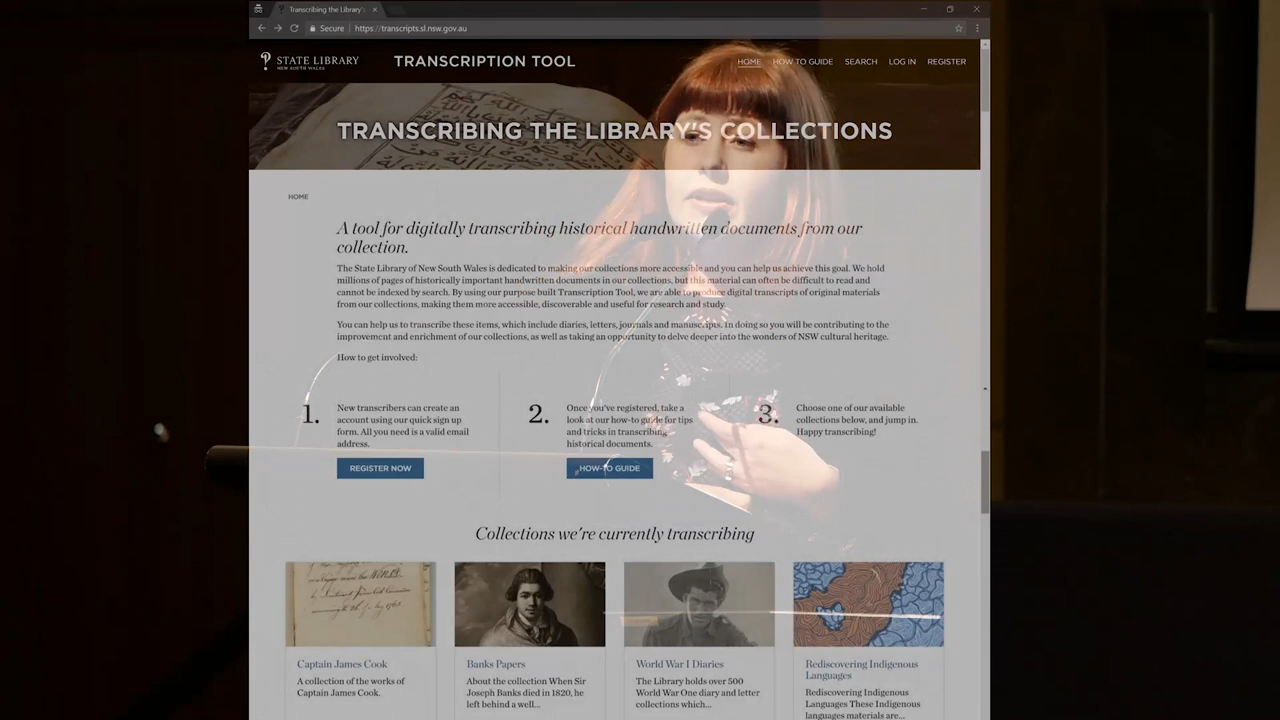 Transcribing the Library'
Secure https://transcripts.sl.nsw.gov.au
STATE LIBRARY
NEW SOUTH WALES
TRANSCRIPTION TOOL
HOME HOW TO GUIDE SEARCH LOG IN REGISTER
TRANSCRIBING THE LIBRARY'S COLLECTIONS
HOME
A tool for digitally transcribing historical handwritten documents from our
collection.
The State Library of New South Wales is dedicated to making our collections more accessible and you can help us achieve this goal. We hold
millions of pages of historically important handwritten documents in our collections, but this material can often be difficult to read and
cannot be indexed by search. By using our purpose built Transcription Tool, we are able to produce digital transcripts of original materials
from our collections, making them more accessible, discoverable and useful for research and study.
You can help us to transcribe these items, which include diaries, letters, journals and manuscripts. In doing so you will be contributing to the
improvement and enrichment of our collections, as well as taking an opportunity to delve deeper into the wonders of NSW cultural heritage.
How to get involved:
1.
New transcribers can create an
account using our quick sign up
form. All you need is a valid email
address.
REGISTER NOW
2.
Once you've registered, take a
look at our how-to guide for tips
and tricks in transcribing
historical documents.
HOW-TO GUIDE
3.
Choose one of our available
collections below, and jump in.
Happy transcribing!
Collections we're currently transcribing
Captain James Cook
A collection of the works of
Captain James Cook.
Banks Papers
About the collection When Sir
Joseph Banks died in 1820, he
left behind a well...
World War I Diaries
The Library holds over 500
World War One diary and letter
collections which...
Rediscovering Indigenous
Languages
Rediscovering Indigenous
Languages These Indigenous
languages materials are...